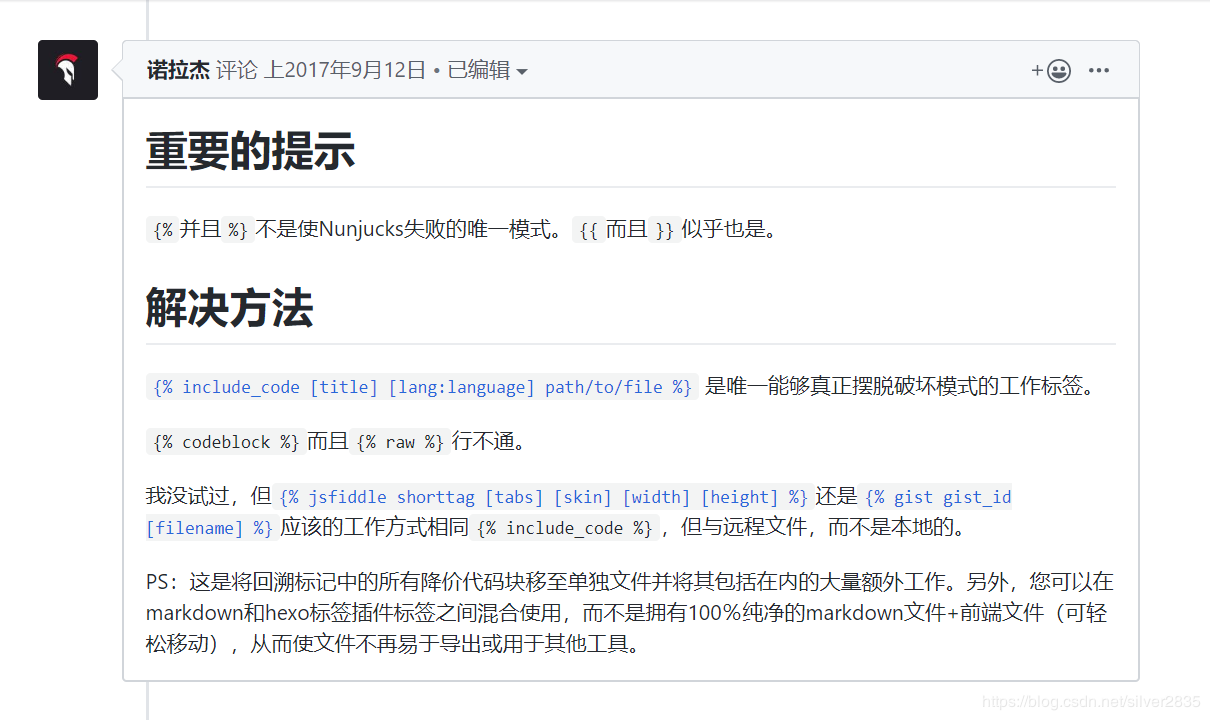 诺拉杰 评论 上2017年9月12日 • 已编辑
重要的提示
{% 并且 %} 不是使Nunjucks失败的唯一模式。 {{ 而且 }} 似乎也是。
解决方法
{% include_code [title] [lang:language] path/to/file %} 是唯一能够真正摆脱破坏模式的工作标签。
{% codeblock %} 而且 {% raw %} 行不通。
我没试过，但 {% jsfiddle shorttag [tabs] [skin] [width] [height] %} 还是 {% gist gist_id
[filename] %} 应该的工作方式相同 {% include_code %} ，但与远程文件，而不是本地的。
PS：这是将回溯标记中的所有降价代码块移至单独文件并将其包括在内的大量额外工作。另外，您可以在
markdown和hexo标签插件标签之间混合使用，而不是拥有100％纯净的markdown文件+前端文件（可轻
松移动），从而使文件不再易于导出或用于其他工具。
https://blog.csdn.net/silver2835